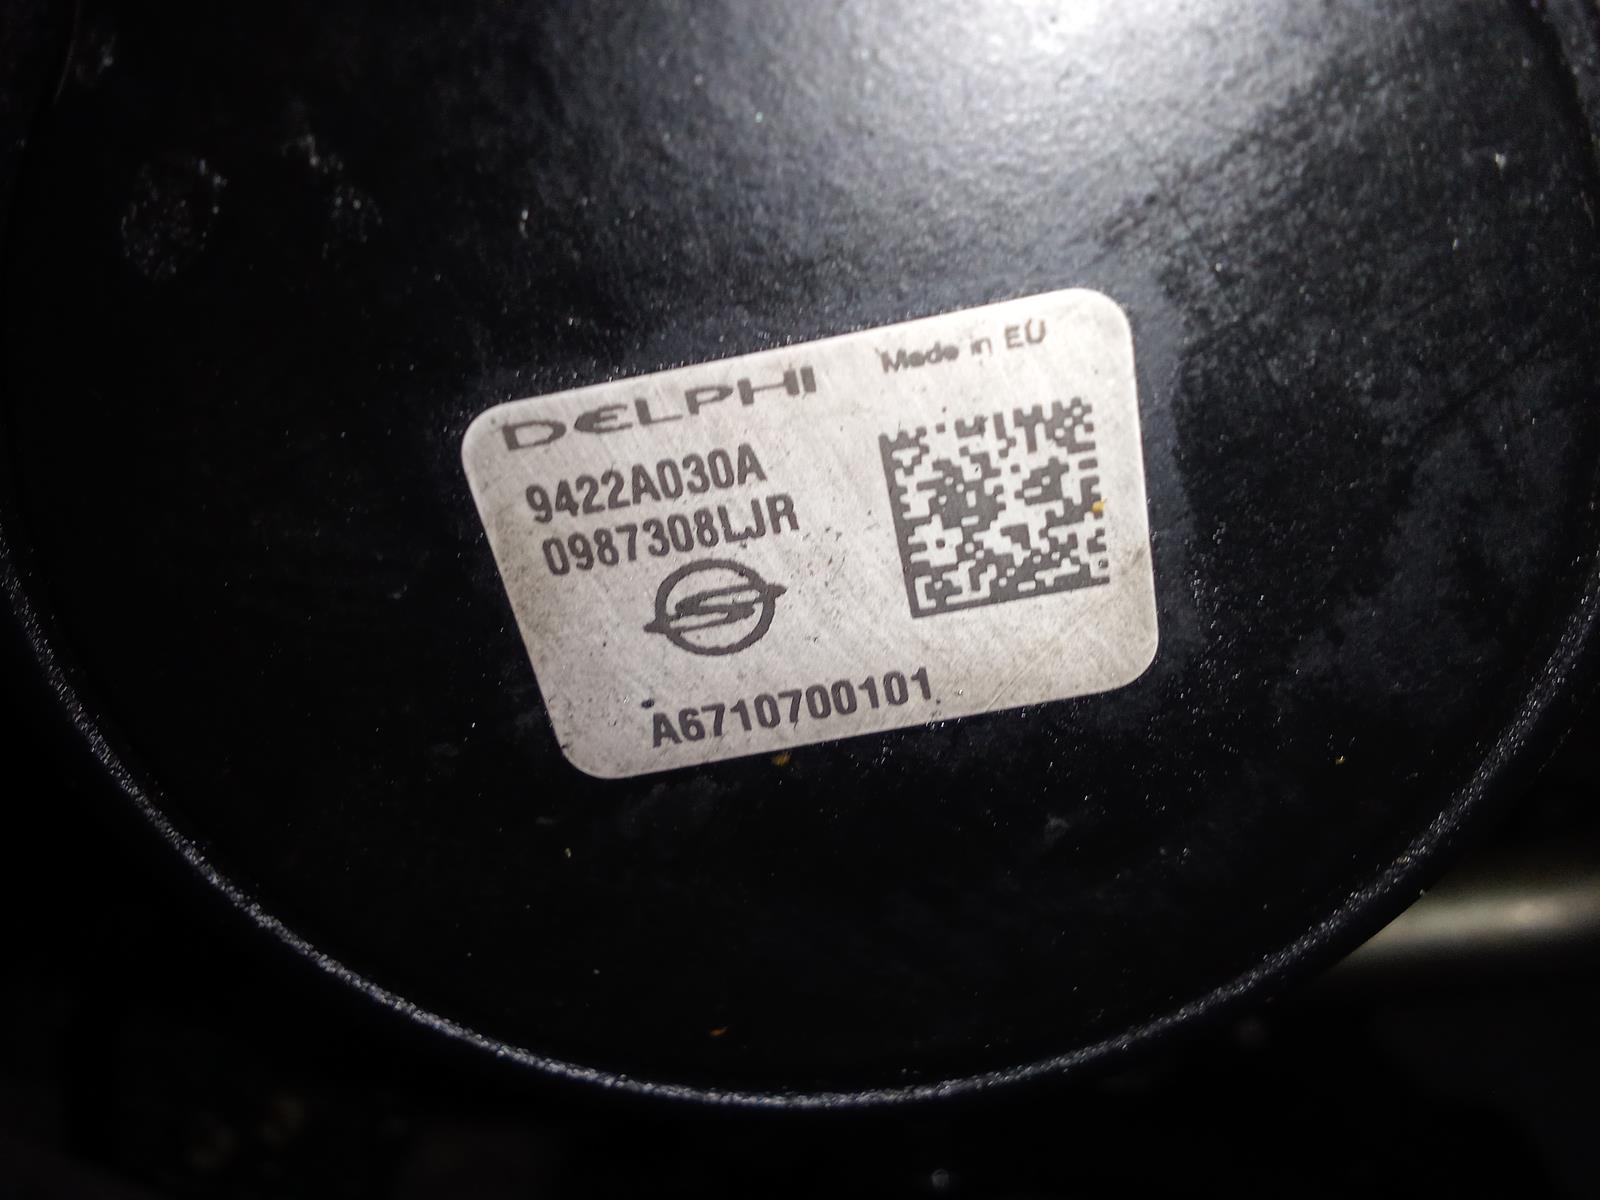 DELPHI
Made in EU
9422A030A
0987308LJR
A6710700101